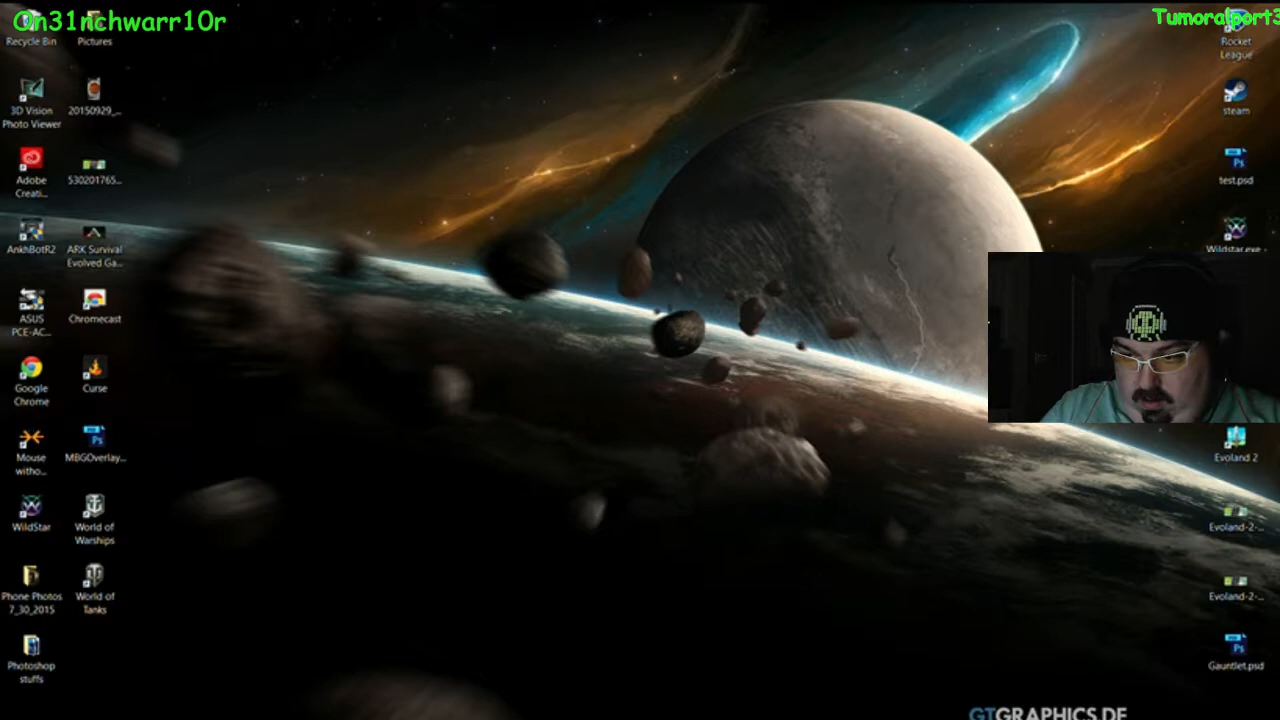 On31nchwarr10r
Tumoralport3
Recycle Bin
Pictures
3D Vision
Photo Viewer
20150929_...
Adobe
Creati...
530201765...
AnkhBotR2
ARK Survival
Evolved Ga...
ASUS
PCE-AC...
Chromecast
Google
Chrome
Curse
Mouse
witho...
MBGOverlay...
WildStar
World of
Warships
Phone Photos
7_30_2015
World of
Tanks
Photoshop
stuffs
Rocket
League
steam
Ps
test.psd
Wildstar.exe -
Evoland 2
Evoland-2-...
Evoland-2-...
Ps
Gauntlet.psd
GTGRAPHICS.DE